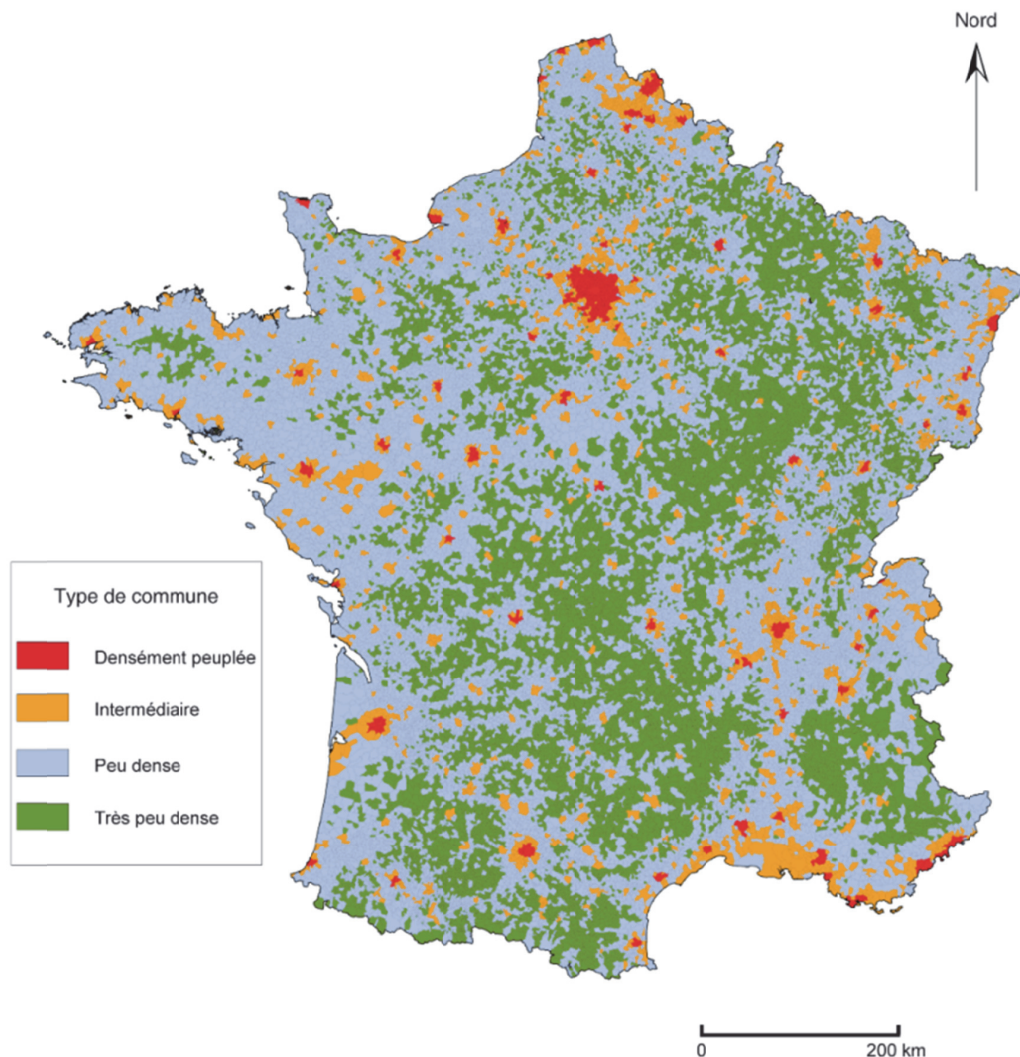 Nord
Type de commune
Densément peuplée
Intermédiaire
Peu dense
Très peu dense
0 200 km